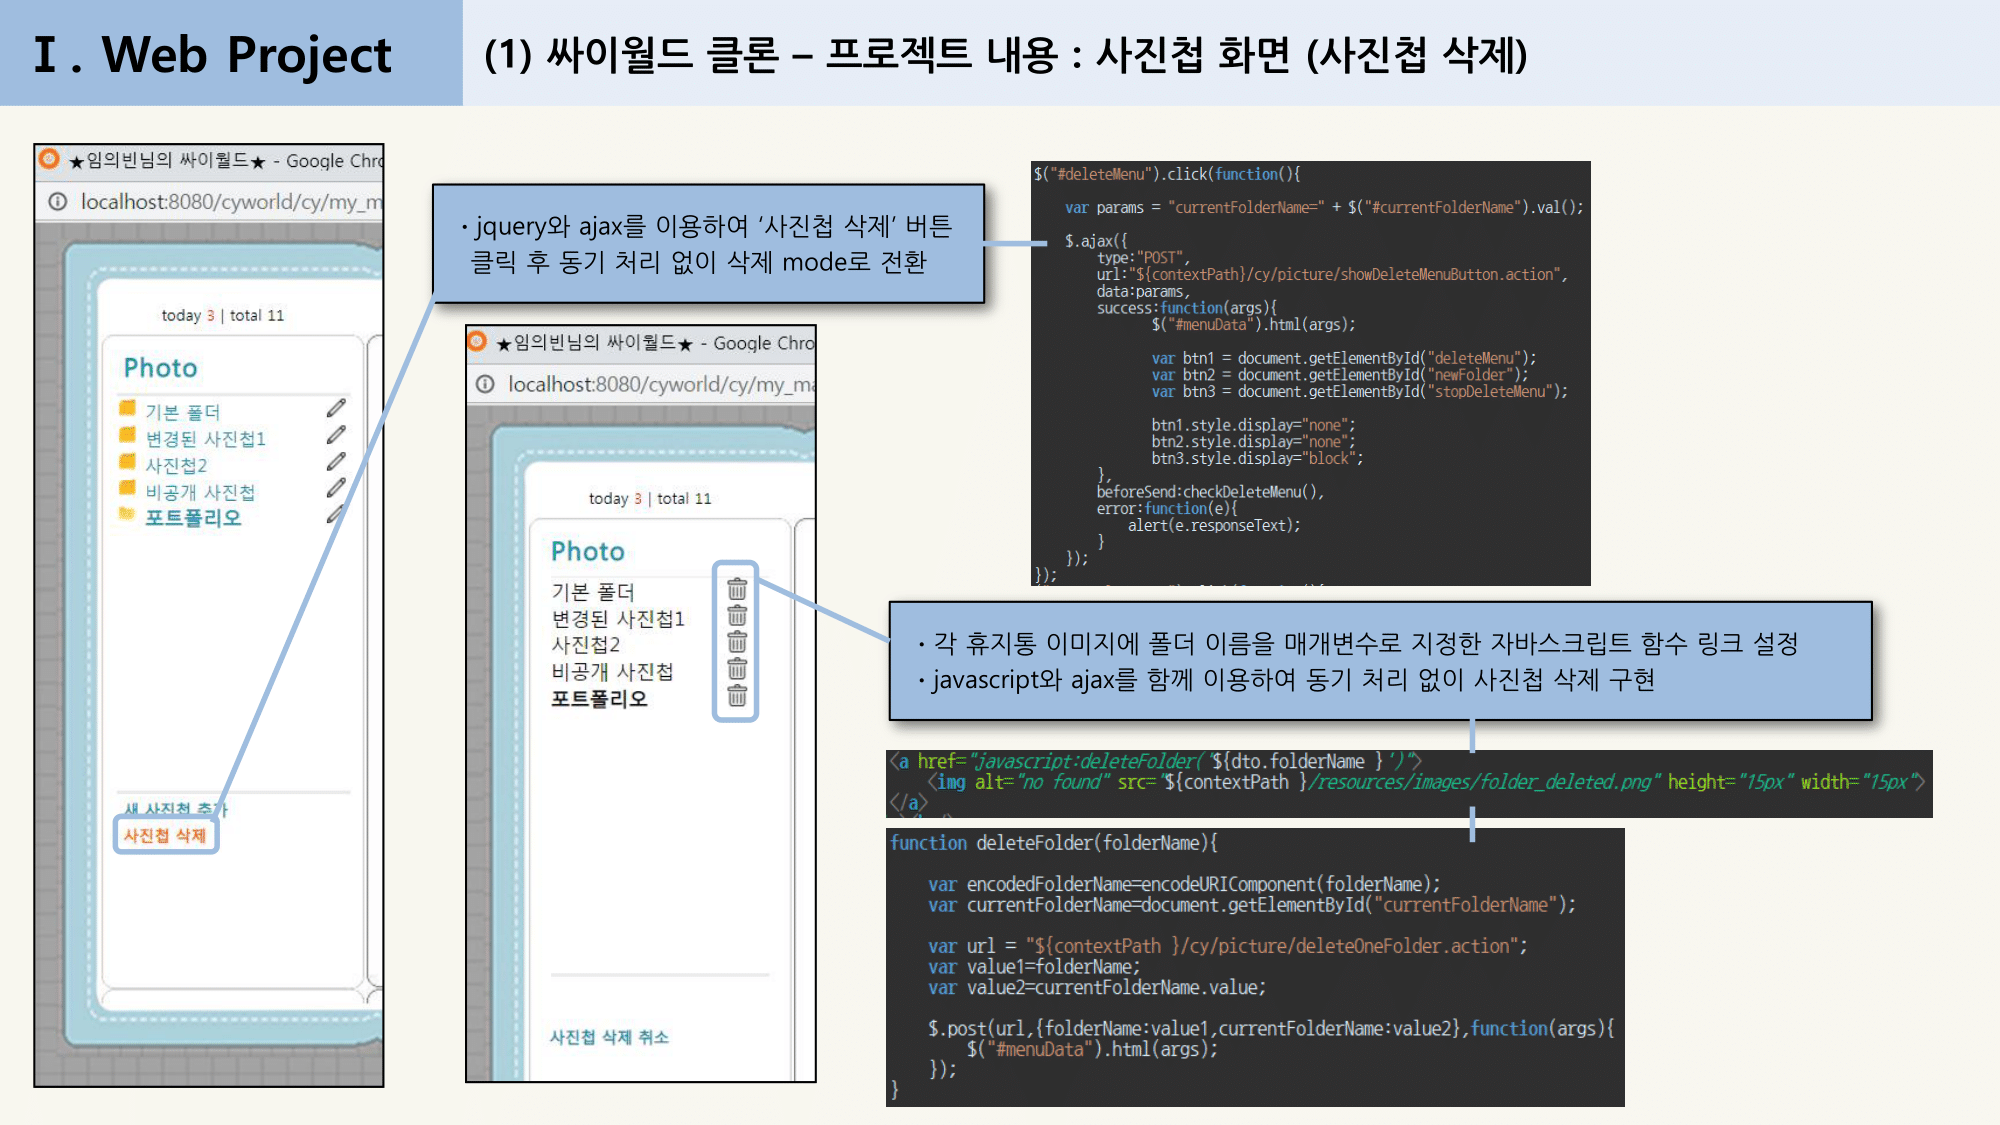 I. Web Project
(1) 싸이월드 클론 – 프로젝트 내용 : 사진첩 화면 (사진첩 삭제)
★임의빈님의 싸이월드★ - Google Chro
localhost:8080/cyworld/cy/my_m
today 3 | total 11
Photo
기본 폴더
변경된 사진첩1
사진첩2
비공개 사진첩
포트폴리오
새 사진첩 추가
사진첩 삭제
· jquery와 ajax를 이용하여 ‘사진첩 삭제’ 버튼
클릭 후 동기 처리 없이 삭제 mode로 전환
★임의빈님의 싸이월드★ - Google Chro
localhost:8080/cyworld/cy/my_ma
today 3 | total 11
Photo
기본 폴더
변경된 사진첩1
사진첩2
비공개 사진첩
포트폴리오
사진첩 삭제 취소
$("#deleteMenu").click(function(){
var params = "currentFolderName=" + $("#currentFolderName").val();
$.ajax({
type:"POST",
url:"${contextPath}/cy/picture/showDeleteMenuButton.action",
data:params,
success:function(args){
$("#menuData").html(args);
var btn1 = document.getElementById("deleteMenu");
var btn2 = document.getElementById("newFolder");
var btn3 = document.getElementById("stopDeleteMenu");
btn1.style.display="none";
btn2.style.display="none";
btn3.style.display="block";
},
beforeSend:checkDeleteMenu(),
error:function(e){
alert(e.responseText);
}
});
});
· 각 휴지통 이미지에 폴더 이름을 매개변수로 지정한 자바스크립트 함수 링크 설정
· javascript와 ajax를 함께 이용하여 동기 처리 없이 사진첩 삭제 구현
<a href="javascript:deleteFolder('${dto.folderName }')">
<img alt="no found" src="${contextPath }/resources/images/folder_deleted.png" height="15px" width="15px">
</a>
function deleteFolder(folderName){
var encodedFolderName=encodeURIComponent(folderName);
var currentFolderName=document.getElementById("currentFolderName");
var url = "${contextPath }/cy/picture/deleteOneFolder.action";
var value1=folderName;
var value2=currentFolderName.value;
$.post(url,{folderName:value1,currentFolderName:value2},function(args){
$("#menuData").html(args);
});
}